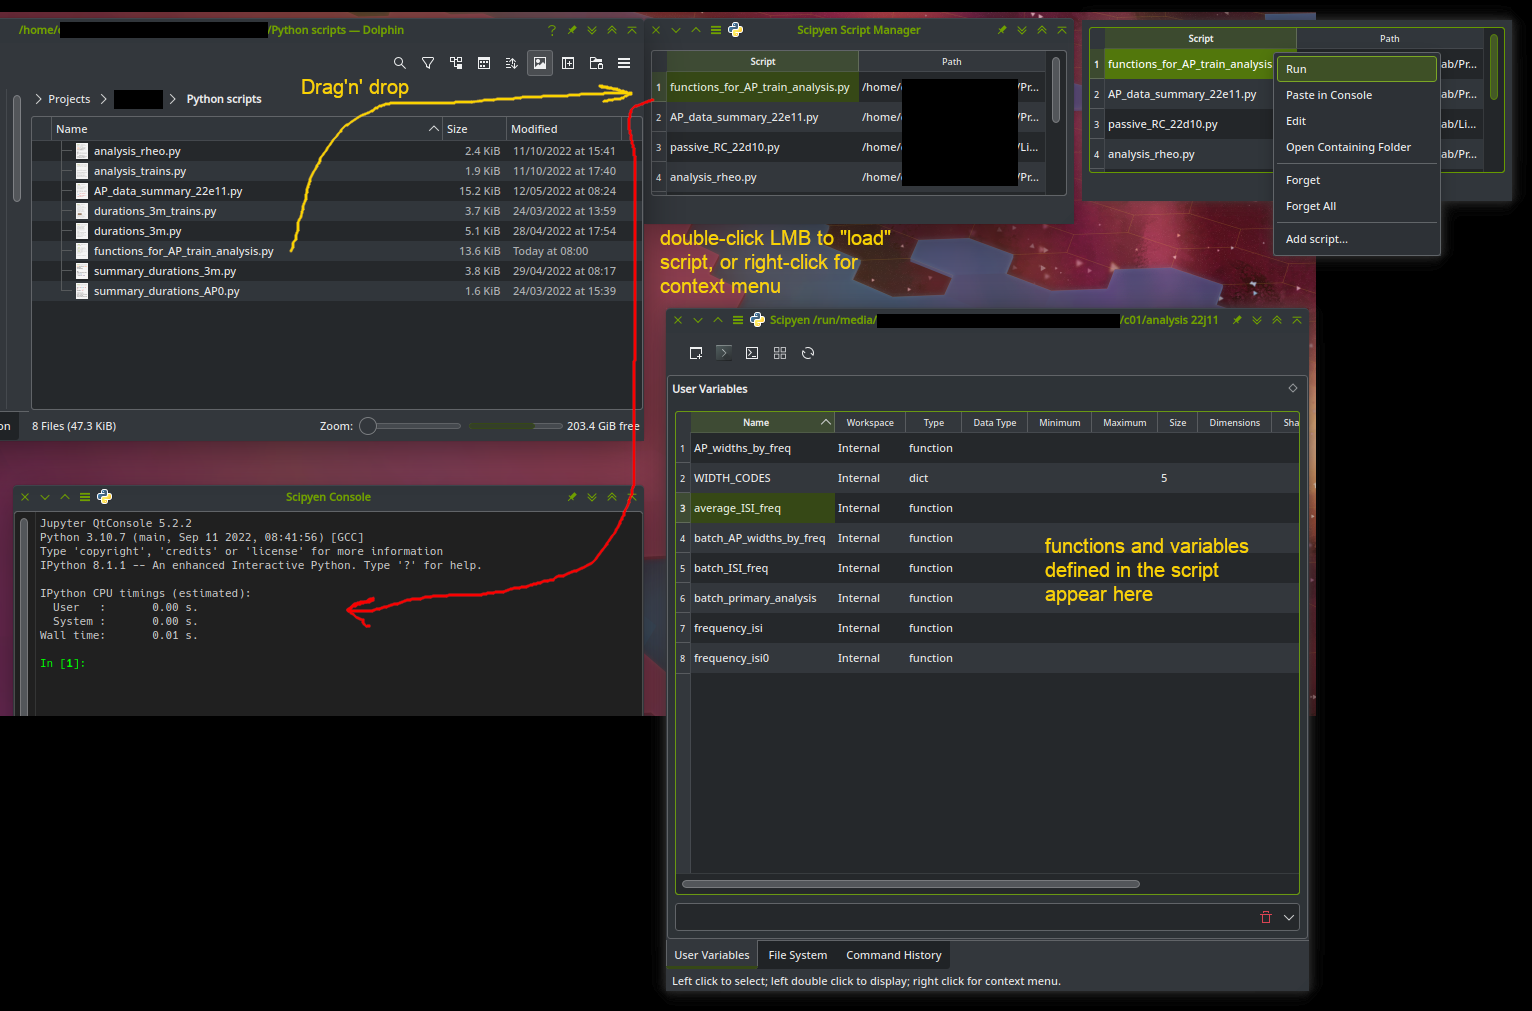 /home/
/Python scripts — Dolphin
Projects
Python scripts
Drag'n' drop
Name Size Modified
analysis_rheo.py 2.4 KiB 11/10/2022 at 15:41
analysis_trains.py 1.9 KiB 11/10/2022 at 17:40
AP_data_summary_22e11.py 15.2 KiB 12/05/2022 at 08:24
durations_3m_trains.py 3.7 KiB 24/03/2022 at 13:59
durations_3m.py 5.1 KiB 28/04/2022 at 17:54
functions_for_AP_train_analysis.py 13.6 KiB Today at 08:00
summary_durations_3m.py 3.8 KiB 29/04/2022 at 08:17
summary_durations_AP0.py 1.6 KiB 24/03/2022 at 15:39
on 8 Files (47.3 KiB) Zoom: 203.4 GiB free
Scipyen Script Manager
Script Path
1 functions_for_AP_train_analysis.py /home/ /Pr...
2 AP_data_summary_22e11.py /home/ /Pr...
3 passive_RC_22d10.py /home/ /Li...
4 analysis_rheo.py /home/ /Pr...
Script Path
1 functions_for_AP_train_analysis
2 AP_data_summary_22e11.py ab/Pr...
3 passive_RC_22d10.py ab/Li...
4 analysis_rheo.py ab/Pr...
Run
Paste in Console
Edit
Open Containing Folder
Forget
Forget All
Add script...
double-click LMB to "load"
script, or right-click for
context menu
Scipyen Console
Jupyter QtConsole 5.2.2
Python 3.10.7 (main, Sep 11 2022, 08:41:56) [GCC]
Type 'copyright', 'credits' or 'license' for more information
IPython 8.1.1 -- An enhanced Interactive Python. Type '?' for help.
IPython CPU timings (estimated):
User : 0.00 s.
System : 0.00 s.
Wall time: 0.01 s.
In [1]:
Scipyen /run/media/ /c01/analysis 22j11
User Variables
Name Workspace Type Data Type Minimum Maximum Size Dimensions Sha
1 AP_widths_by_freq Internal function
2 WIDTH_CODES Internal dict 5
3 average_ISI_freq Internal function
4 batch_AP_widths_by_freq Internal function
5 batch_ISI_freq Internal function
6 batch_primary_analysis Internal function
7 frequency_isi Internal function
8 frequency_isi0 Internal function
functions and variables
defined in the script
appear here
User Variables File System Command History
Left click to select; left double click to display; right click for context menu.